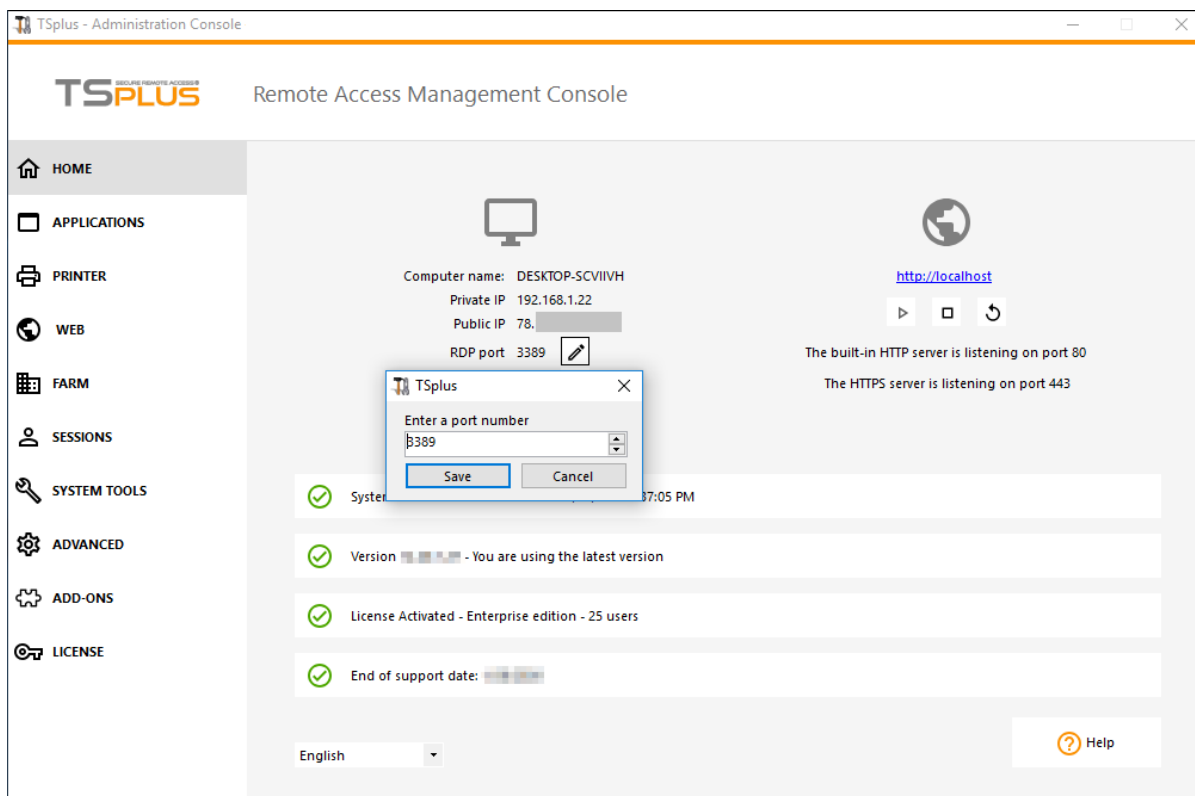 TSplus - Administration Console
TSPLUS
SECURE REMOTE ACCESS®
Remote Access Management Console
HOME
APPLICATIONS
PRINTER
WEB
FARM
SESSIONS
SYSTEM TOOLS
ADVANCED
ADD-ONS
LICENSE
Computer name: DESKTOP-SCVIIVH
Private IP 192.168.1.22
Public IP 78.
RDP port 3389
http://localhost
The built-in HTTP server is listening on port 80
The HTTPS server is listening on port 443
TSplus
Enter a port number
3389
Save Cancel
37:05 PM
Version - You are using the latest version
License Activated - Enterprise edition - 25 users
End of support date:
English
Help